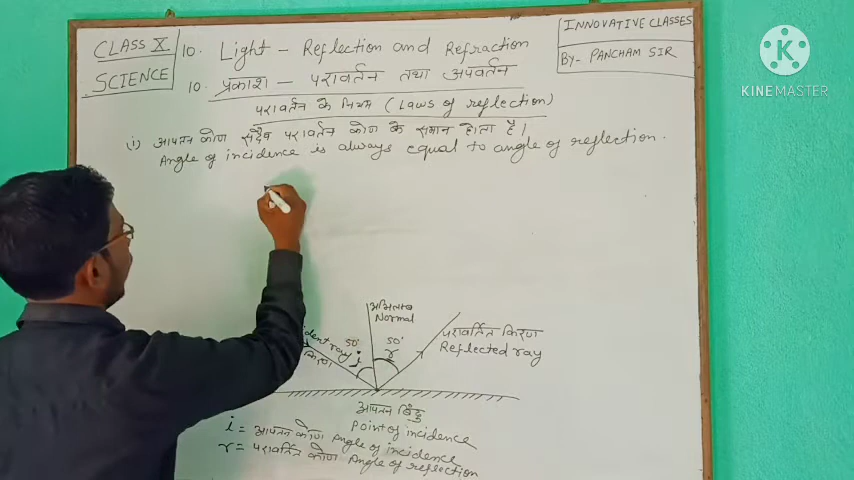 CLASS X
SCIENCE
10. Light - Reflection and Refraction
10. प्रकाश - परावर्तन तथा अपवर्तन
INNOVATIVE CLASSES
BY- PANCHAM SIR
KINEMASTER
परावर्तन के नियम (Laws of reflection)
(i) आपतन कोण सदैव परावर्तन कोण के समान होता है।
Angle of incidence is always equal to angle of reflection.
अभिलम्ब
Normal
ident ray
किरण
50°
i
50°
r
परावर्तित किरण
Reflected ray
आपतन बिंदु
Point of incidence
i = आपतन कोण Angle of incidence
r = परावर्तित कोण Angle of reflection